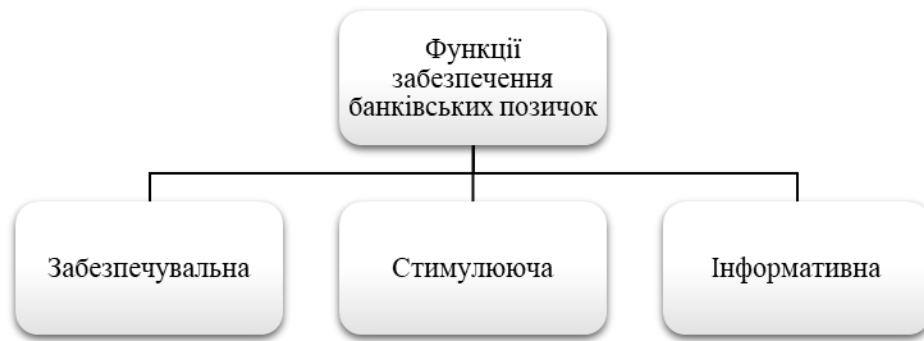 Функції
забезпечення
банківських позичок
Забезпечувальна
Стимулююча
Інформативна